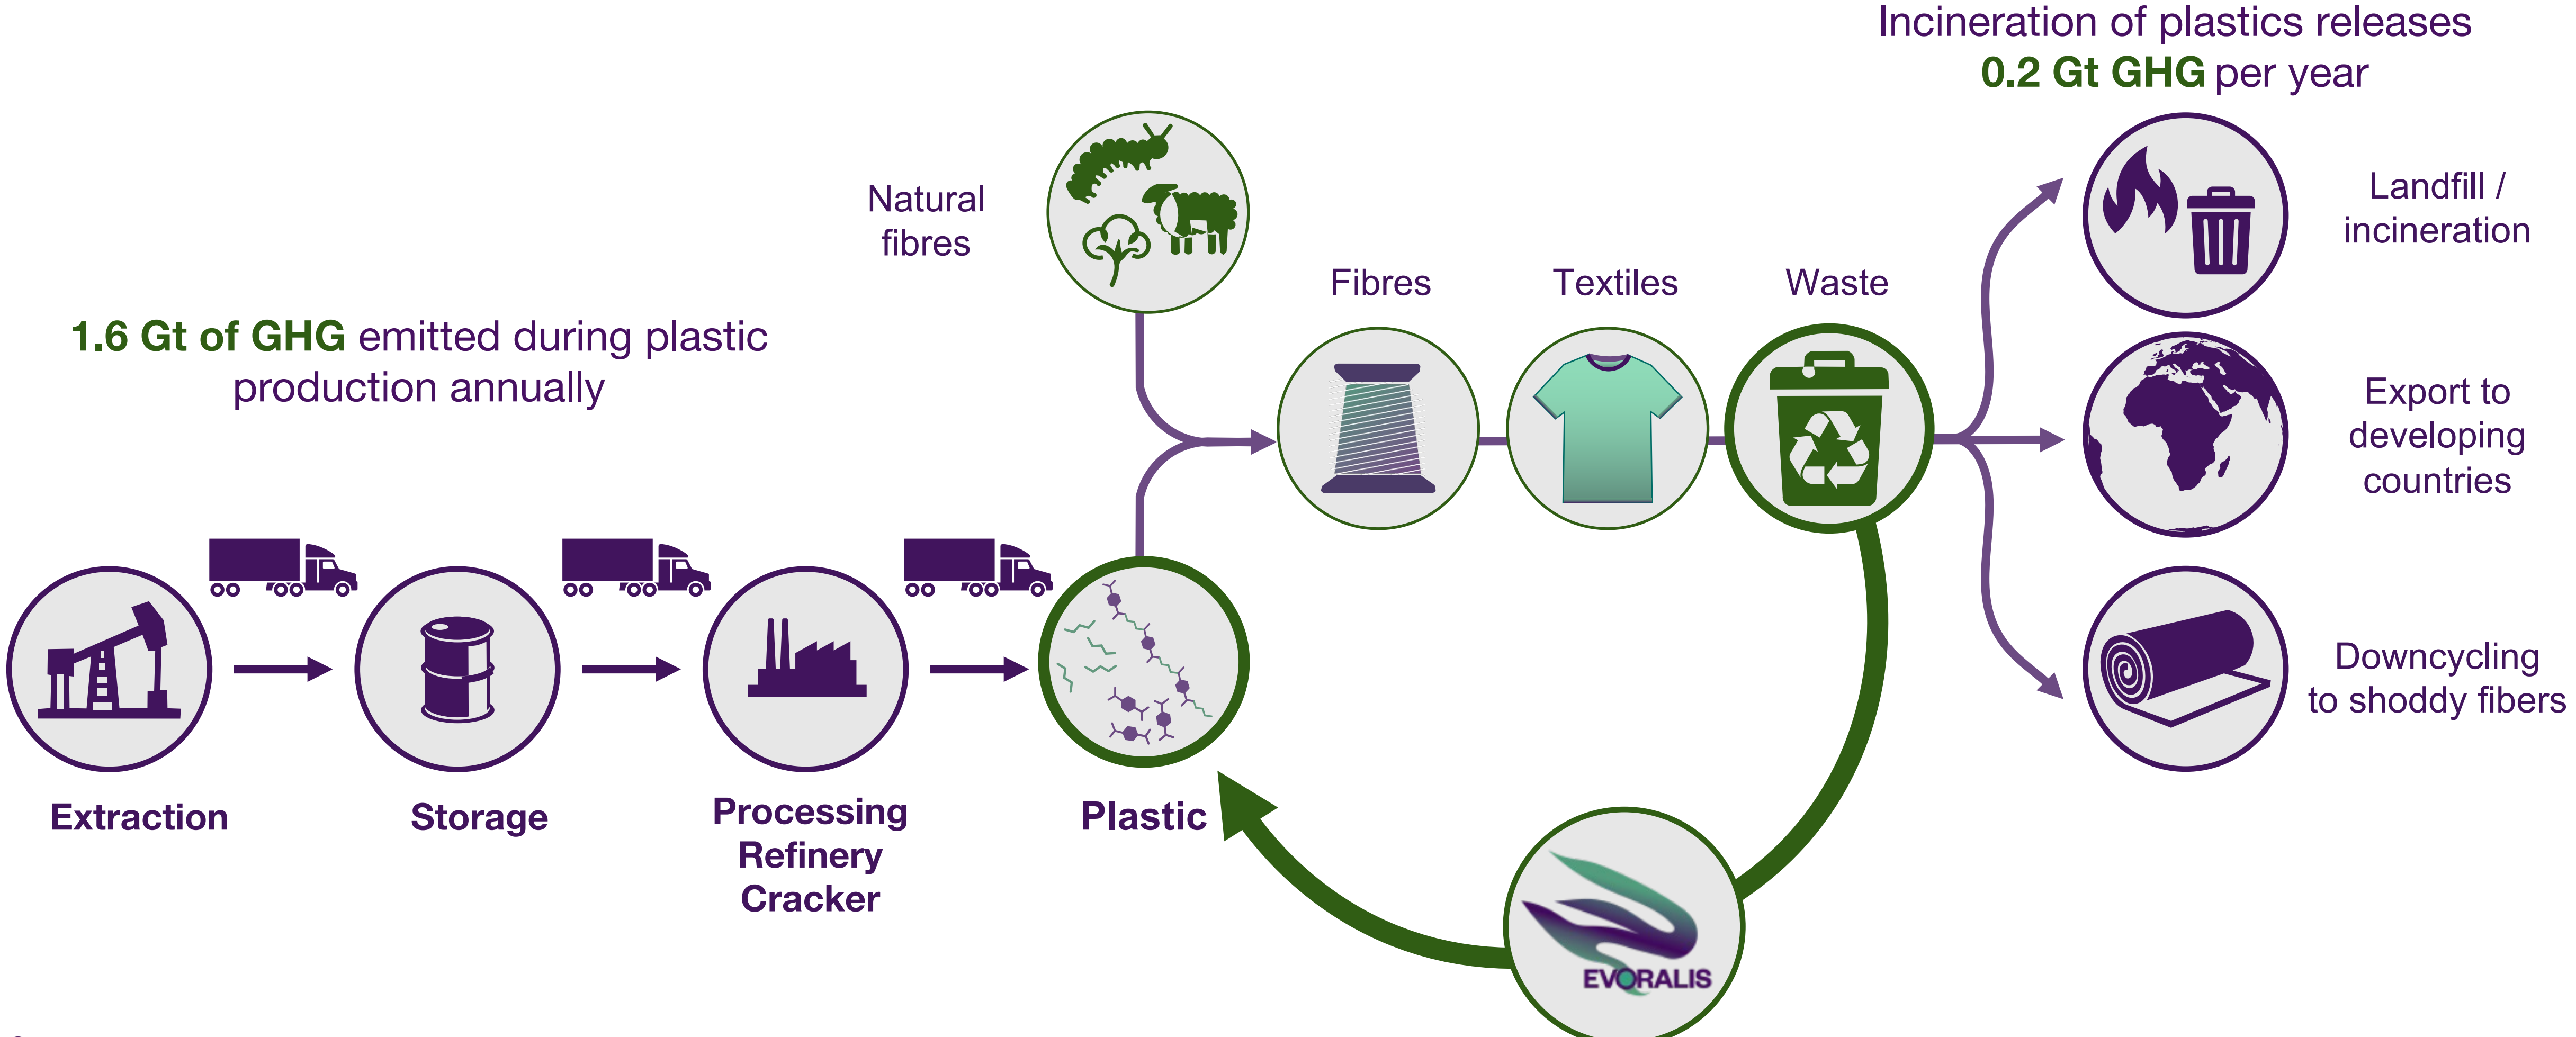 Incineration of plastics releases
0.2 Gt GHG per year
Natural
fibres
Landfill /
incineration
Fibres
Textiles
Waste
1.6 Gt of GHG emitted during plastic
production annually
Export to
developing
countries
Downcycling
to shoddy fibers
Extraction
Storage
Processing
Refinery
Cracker
Plastic
EVORALIS